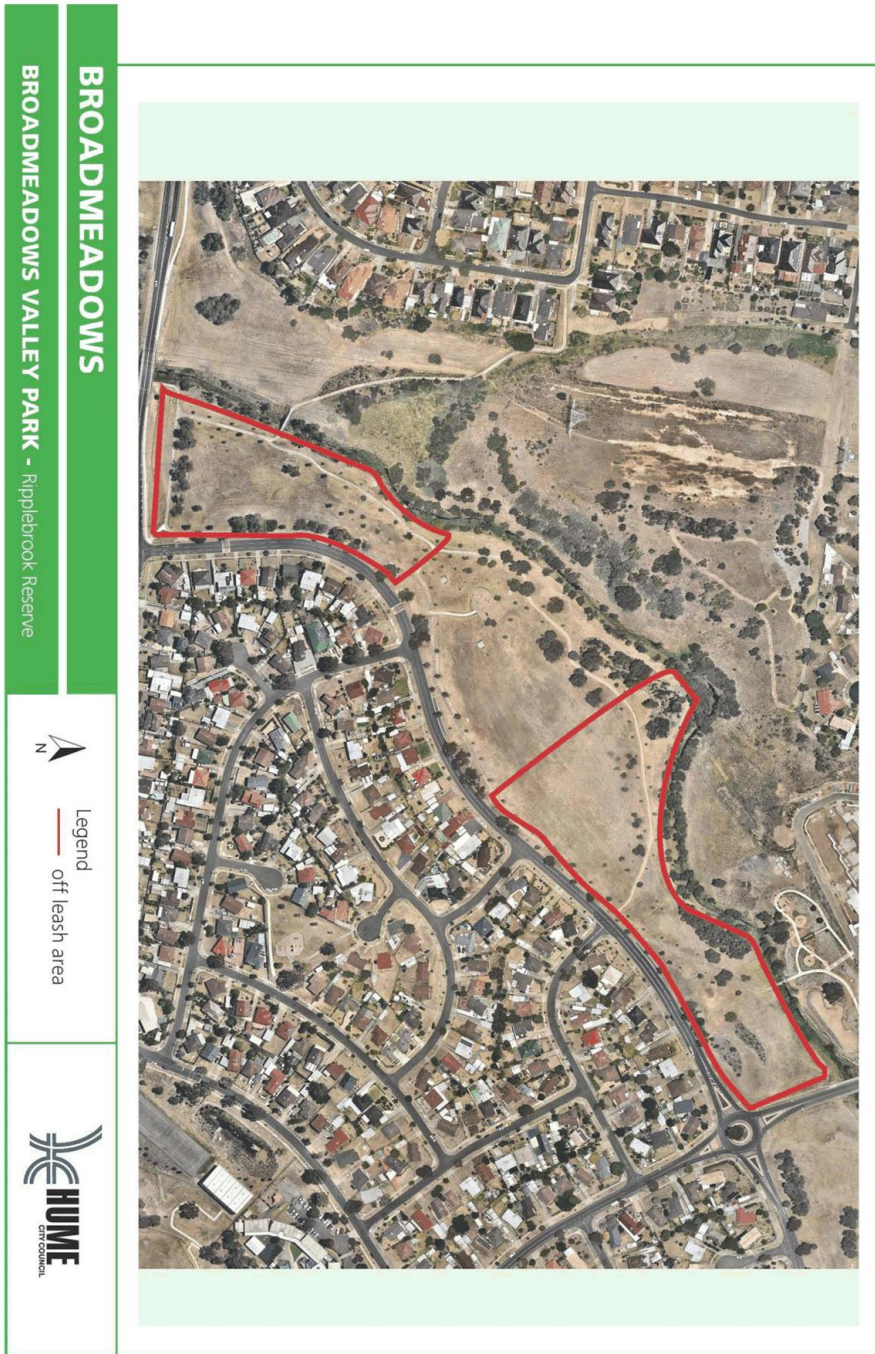 BROADMEADOWS
BROADMEADOWS VALLEY PARK - Ripplebrook Reserve
N
Legend
off leash area
HUME
CITY COUNCIL